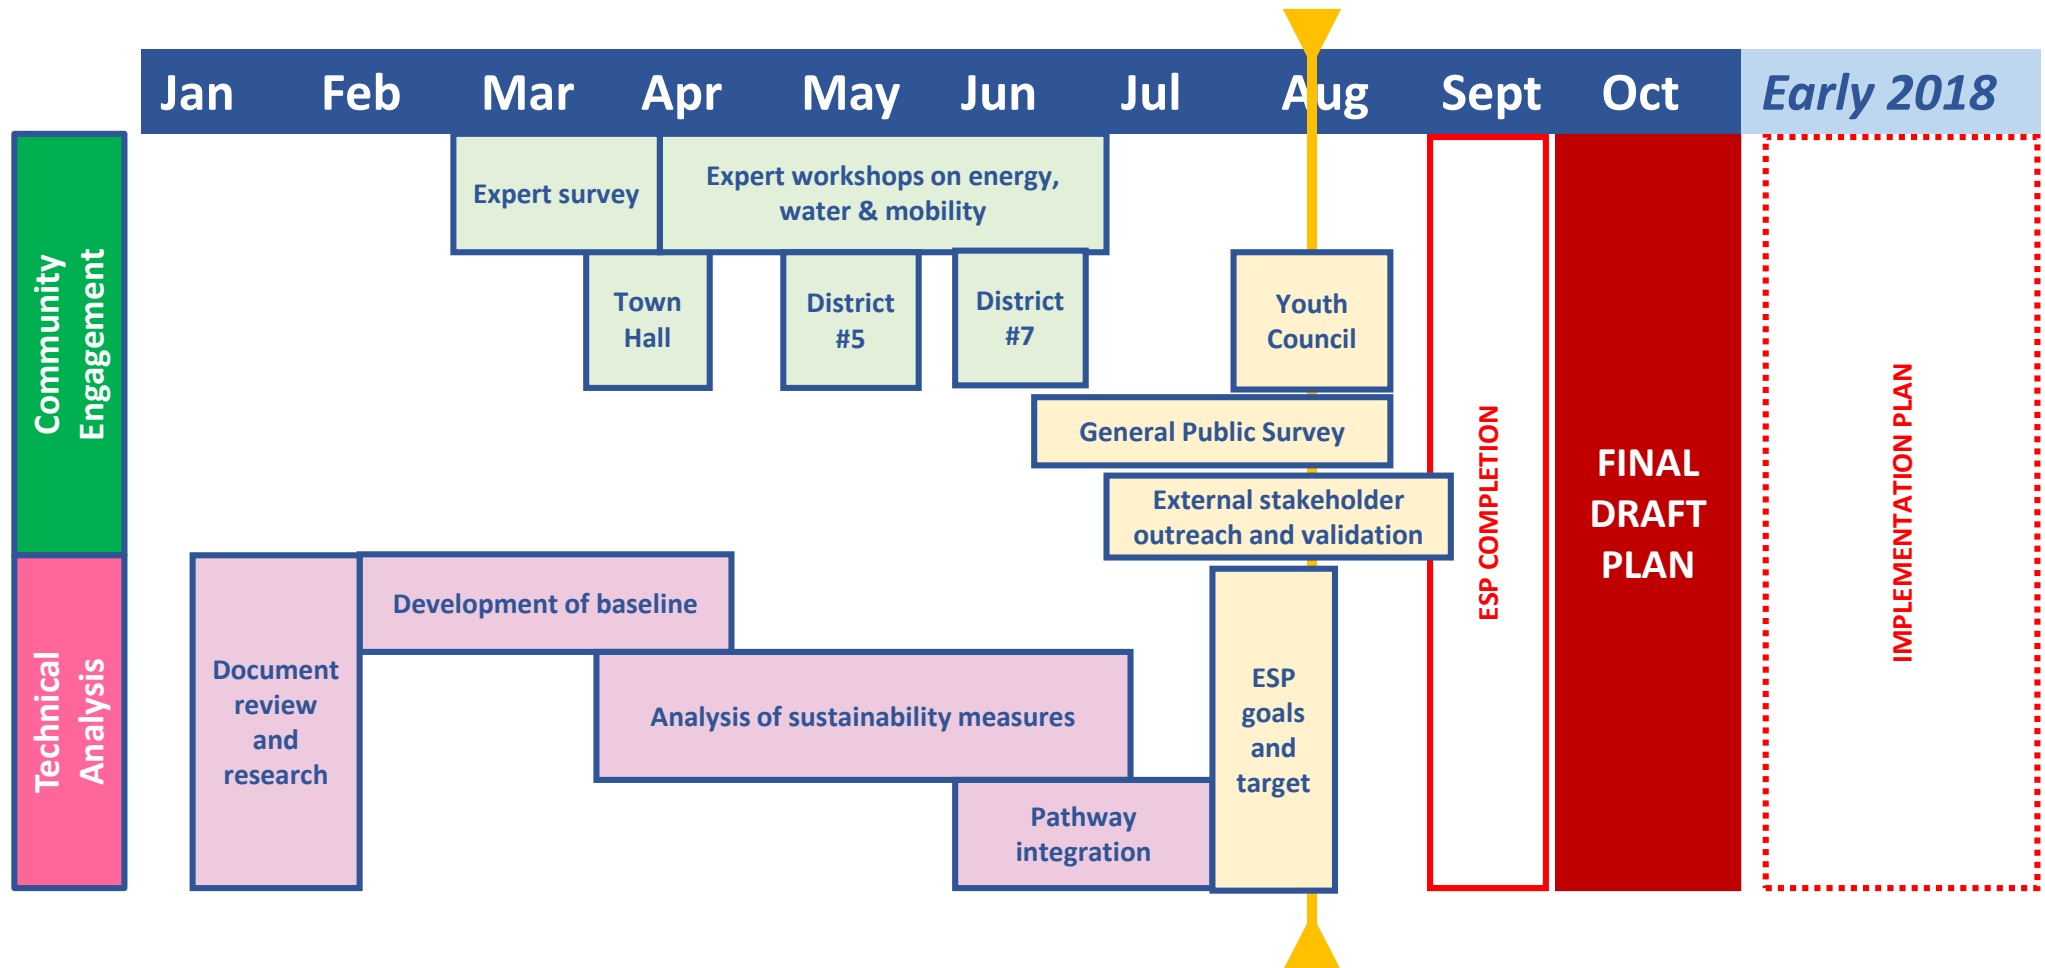 Jan Feb Mar Apr May Jun Jul Aug Sept Oct Early 2018
Community
Engagement
Expert survey
Expert workshops on energy,
water & mobility
Town
Hall
District
#5
District
#7
Youth
Council
General Public Survey
External stakeholder
outreach and validation
Technical
Analysis
Document
review
and
research
Development of baseline
Analysis of sustainability measures
Pathway
integration
ESP
goals
and
target
ESP COMPLETION
FINAL
DRAFT
PLAN
IMPLEMENTATION PLAN